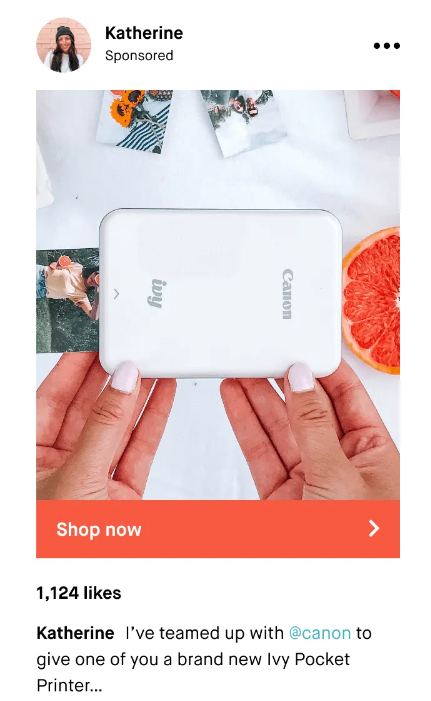 Katherine
Sponsored
ivy
Canon
Shop now
1,124 likes
Katherine I've teamed up with @canon to
give one of you a brand new Ivy Pocket
Printer...